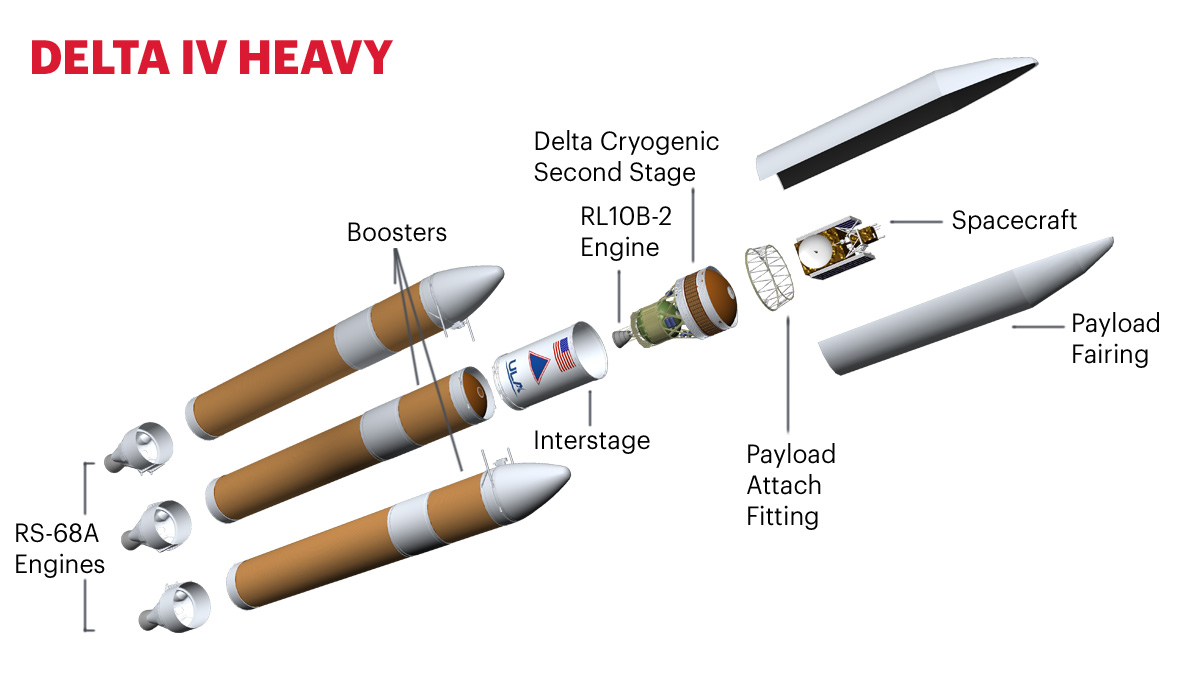 DELTA IV HEAVY
Delta Cryogenic
Second Stage
RL10B-2
Engine
Boosters
Spacecraft
Payload
Fairing
ULA
Interstage
Payload
Attach
Fitting
RS-68A
Engines